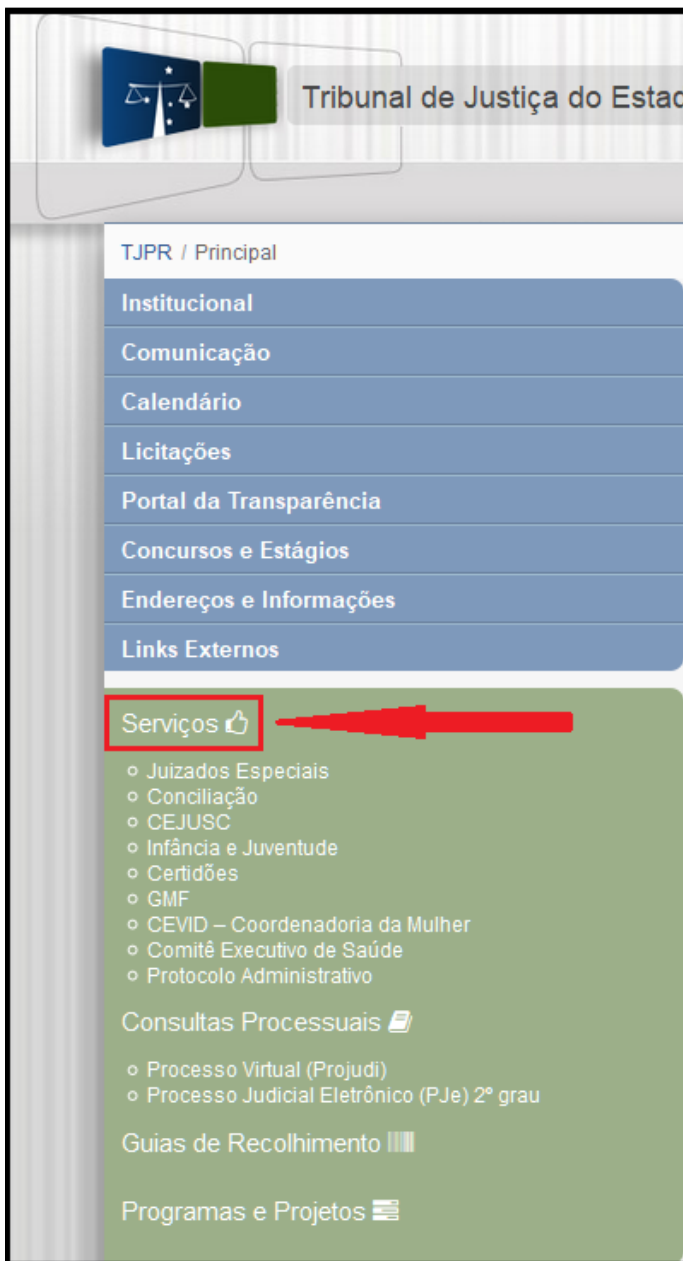 Tribunal de Justiça do Estad
TJPR / Principal
Institucional
Comunicação
Calendário
Licitações
Portal da Transparência
Concursos e Estágios
Endereços e Informações
Links Externos
Serviços
Juizados Especiais
Conciliação
CEJUSC
Infância e Juventude
Certidões
GMF
CEVID – Coordenadoria da Mulher
Comitê Executivo de Saúde
Protocolo Administrativo
Consultas Processuais
Processo Virtual (Projudi)
Processo Judicial Eletrônico (PJe) 2º grau
Guias de Recolhimento
Programas e Projetos